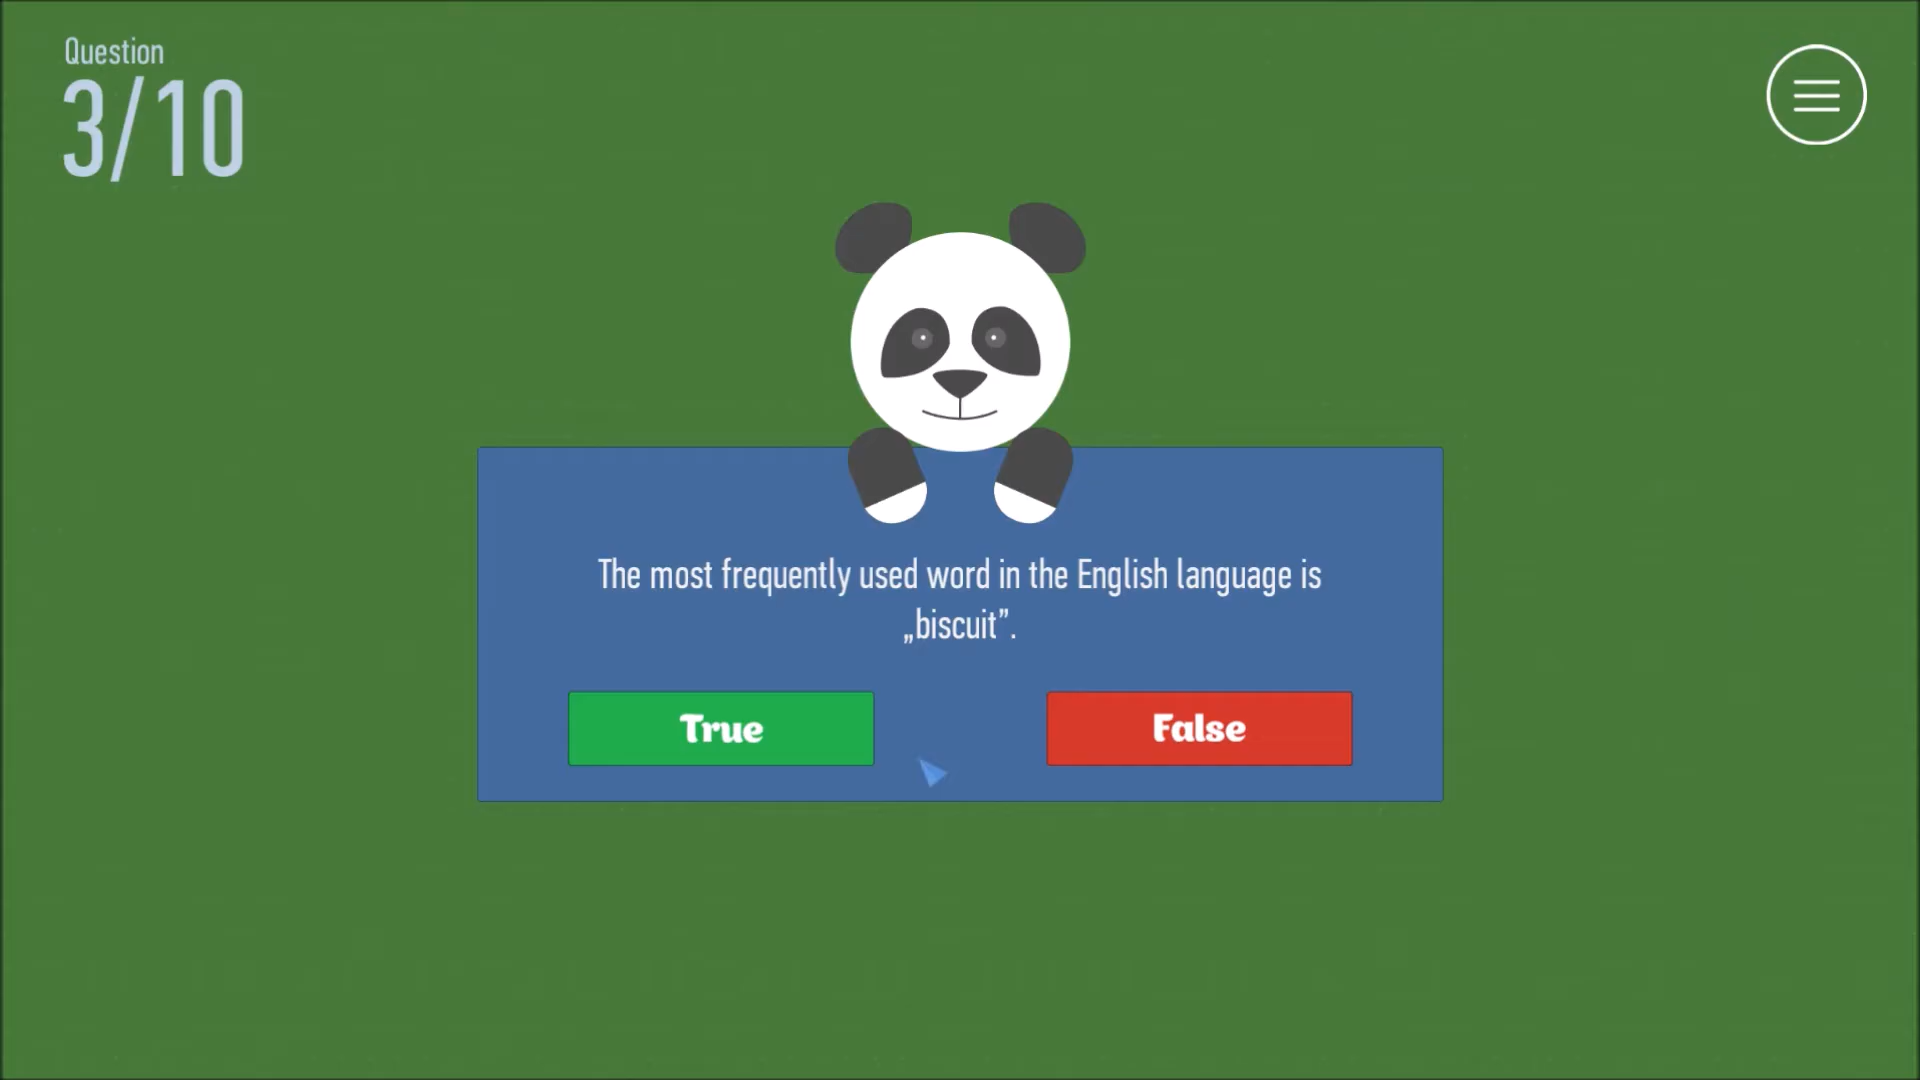 Question
3/10
The most frequently used word in the English language is
„biscuit”.
True
False